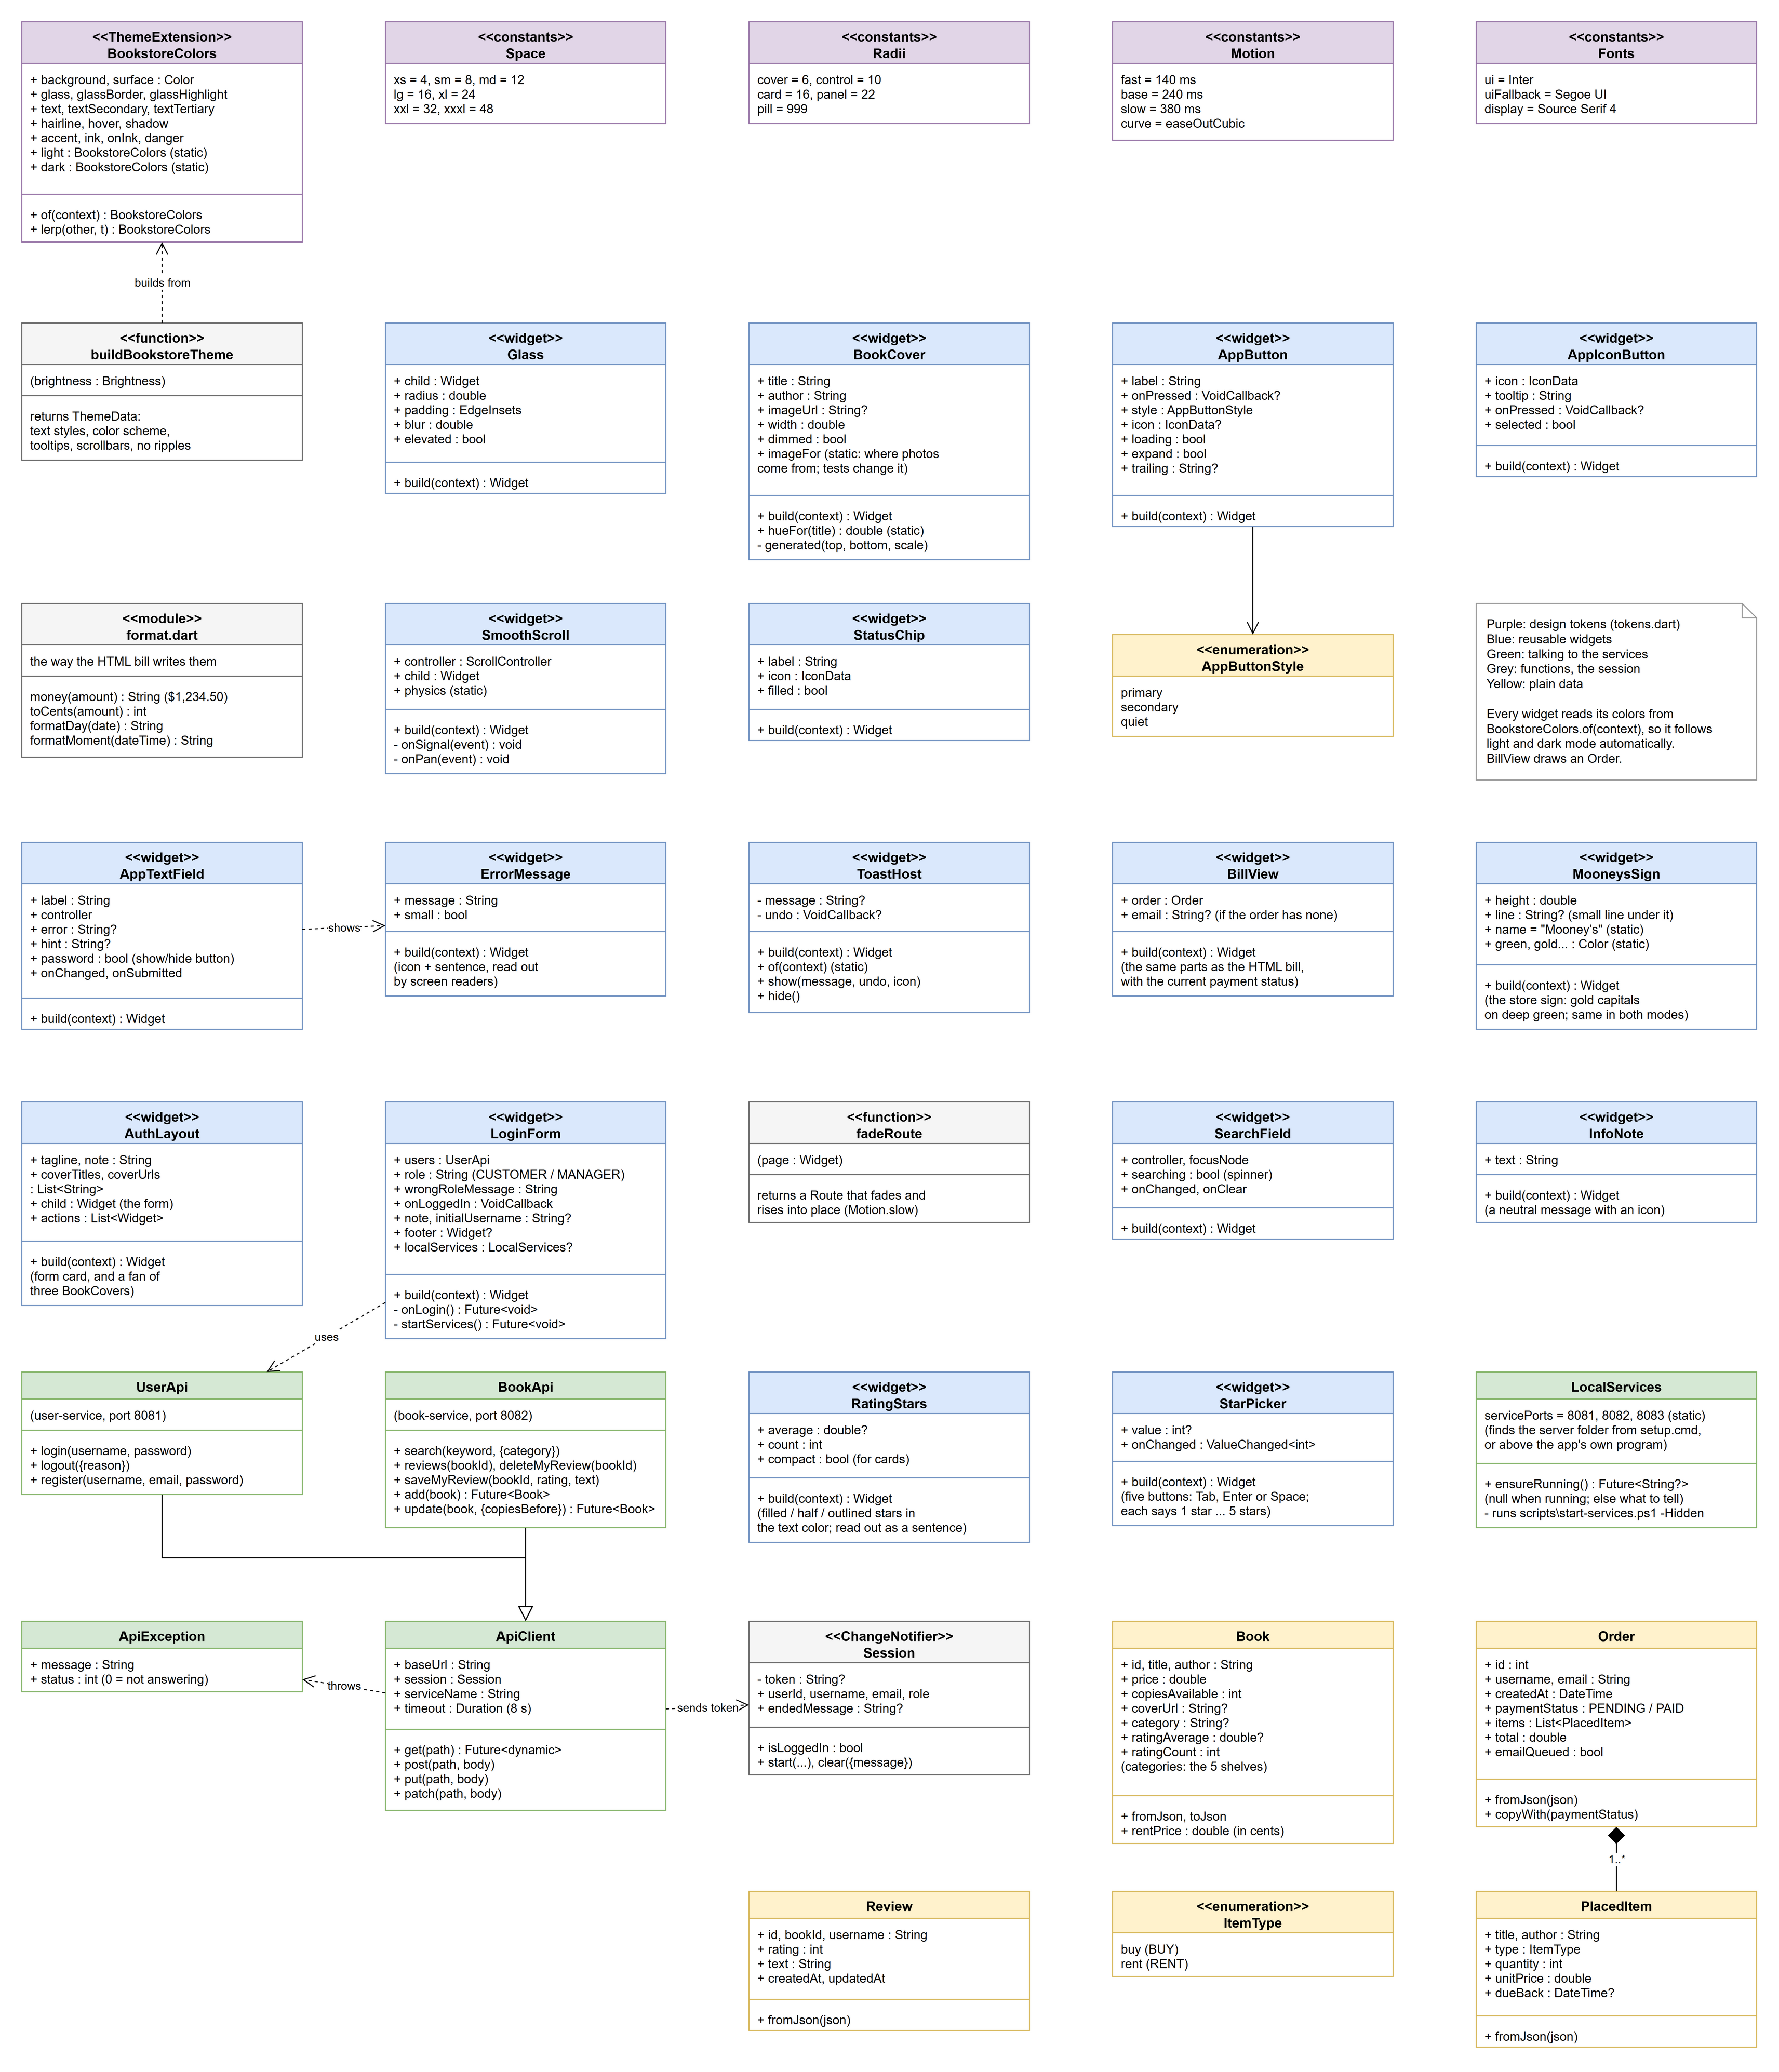 <<ThemeExtension>>
BookstoreColors
+ background, surface : Color
+ glass, glassBorder, glassHighlight
+ text, textSecondary, textTertiary
+ hairline, hover, shadow
+ accent, ink, onInk, danger
+ light : BookstoreColors (static)
+ dark : BookstoreColors (static)
+ of(context) : BookstoreColors
+ lerp(other, t) : BookstoreColors
<<constants>>
Space
xs = 4, sm = 8, md = 12
lg = 16, xl = 24
xxl = 32, xxxl = 48
<<constants>>
Radii
cover = 6, control = 10
card = 16, panel = 22
pill = 999
<<constants>>
Motion
fast = 140 ms
base = 240 ms
slow = 380 ms
curve = easeOutCubic
<<constants>>
Fonts
ui = Inter
uiFallback = Segoe UI
display = Source Serif 4
builds from
<<function>>
buildBookstoreTheme
(brightness : Brightness)
returns ThemeData:
text styles, color scheme,
tooltips, scrollbars, no ripples
<<widget>>
Glass
+ child : Widget
+ radius : double
+ padding : EdgeInsets
+ blur : double
+ elevated : bool
+ build(context) : Widget
<<widget>>
BookCover
+ title : String
+ author : String
+ imageUrl : String?
+ width : double
+ dimmed : bool
+ imageFor (static: where photos
come from; tests change it)
+ build(context) : Widget
+ hueFor(title) : double (static)
- generated(top, bottom, scale)
<<widget>>
AppButton
+ label : String
+ onPressed : VoidCallback?
+ style : AppButtonStyle
+ icon : IconData?
+ loading : bool
+ expand : bool
+ trailing : String?
+ build(context) : Widget
<<widget>>
AppIconButton
+ icon : IconData
+ tooltip : String
+ onPressed : VoidCallback?
+ selected : bool
+ build(context) : Widget
<<module>>
format.dart
the way the HTML bill writes them
money(amount) : String ($1,234.50)
toCents(amount) : int
formatDay(date) : String
formatMoment(dateTime) : String
<<widget>>
SmoothScroll
+ controller : ScrollController
+ child : Widget
+ physics (static)
+ build(context) : Widget
- onSignal(event) : void
- onPan(event) : void
<<widget>>
StatusChip
+ label : String
+ icon : IconData
+ filled : bool
+ build(context) : Widget
<<enumeration>>
AppButtonStyle
primary
secondary
quiet
Purple: design tokens (tokens.dart)
Blue: reusable widgets
Green: talking to the services
Grey: functions, the session
Yellow: plain data
Every widget reads its colors from
BookstoreColors.of(context), so it follows
light and dark mode automatically.
BillView draws an Order.
<<widget>>
AppTextField
+ label : String
+ controller
+ error : String?
+ hint : String?
+ password : bool (show/hide button)
+ onChanged, onSubmitted
+ build(context) : Widget
shows
<<widget>>
ErrorMessage
+ message : String
+ small : bool
+ build(context) : Widget
(icon + sentence, read out
by screen readers)
<<widget>>
ToastHost
- message : String?
- undo : VoidCallback?
+ build(context) : Widget
+ of(context) (static)
+ show(message, undo, icon)
+ hide()
<<widget>>
BillView
+ order : Order
+ email : String? (if the order has none)
+ build(context) : Widget
(the same parts as the HTML bill,
with the current payment status)
<<widget>>
MooneysSign
+ height : double
+ line : String? (small line under it)
+ name = "Mooney's" (static)
+ green, gold... : Color (static)
+ build(context) : Widget
(the store sign: gold capitals
on deep green; same in both modes)
<<widget>>
AuthLayout
+ tagline, note : String
+ coverTitles, coverUrls
: List<String>
+ child : Widget (the form)
+ actions : List<Widget>
+ build(context) : Widget
(form card, and a fan of
three BookCovers)
<<widget>>
LoginForm
+ users : UserApi
+ role : String (CUSTOMER / MANAGER)
+ wrongRoleMessage : String
+ onLoggedIn : VoidCallback
+ note, initialUsername : String?
+ footer : Widget?
+ localServices : LocalServices?
+ build(context) : Widget
- onLogin() : Future<void>
- startServices() : Future<void>
<<function>>
fadeRoute
(page : Widget)
returns a Route that fades and
rises into place (Motion.slow)
<<widget>>
SearchField
+ controller, focusNode
+ searching : bool (spinner)
+ onChanged, onClear
+ build(context) : Widget
<<widget>>
InfoNote
+ text : String
+ build(context) : Widget
(a neutral message with an icon)
uses
UserApi
(user-service, port 8081)
+ login(username, password)
+ logout({reason})
+ register(username, email, password)
BookApi
(book-service, port 8082)
+ search(keyword, {category})
+ reviews(bookId), deleteMyReview(bookId)
+ saveMyReview(bookId, rating, text)
+ add(book) : Future<Book>
+ update(book, {copiesBefore}) : Future<Book>
<<widget>>
RatingStars
+ average : double?
+ count : int
+ compact : bool (for cards)
+ build(context) : Widget
(filled / half / outlined stars in
the text color; read out as a sentence)
<<widget>>
StarPicker
+ value : int?
+ onChanged : ValueChanged<int>
+ build(context) : Widget
(five buttons: Tab, Enter or Space;
each says 1 star ... 5 stars)
LocalServices
servicePorts = 8081, 8082, 8083 (static)
(finds the server folder from setup.cmd,
or above the app's own program)
+ ensureRunning() : Future<String?>
(null when running; else what to tell)
- runs scripts\start-services.ps1 -Hidden
ApiException
+ message : String
+ status : int (0 = not answering)
throws
ApiClient
+ baseUrl : String
+ session : Session
+ serviceName : String
+ timeout : Duration (8 s)
+ get(path) : Future<dynamic>
+ post(path, body)
+ put(path, body)
+ patch(path, body)
sends token
<<ChangeNotifier>>
Session
- token : String?
+ userId, username, email, role
+ endedMessage : String?
+ isLoggedIn : bool
+ start(...), clear({message})
Book
+ id, title, author : String
+ price : double
+ copiesAvailable : int
+ coverUrl : String?
+ category : String?
+ ratingAverage : double?
+ ratingCount : int
(categories: the 5 shelves)
+ fromJson, toJson
+ rentPrice : double (in cents)
Order
+ id : int
+ username, email : String
+ createdAt : DateTime
+ paymentStatus : PENDING / PAID
+ items : List<PlacedItem>
+ total : double
+ emailQueued : bool
+ fromJson(json)
+ copyWith(paymentStatus)
1..*
Review
+ id, bookId, username : String
+ rating : int
+ text : String
+ createdAt, updatedAt
+ fromJson(json)
<<enumeration>>
ItemType
buy (BUY)
rent (RENT)
PlacedItem
+ title, author : String
+ type : ItemType
+ quantity : int
+ unitPrice : double
+ dueBack : DateTime?
+ fromJson(json)